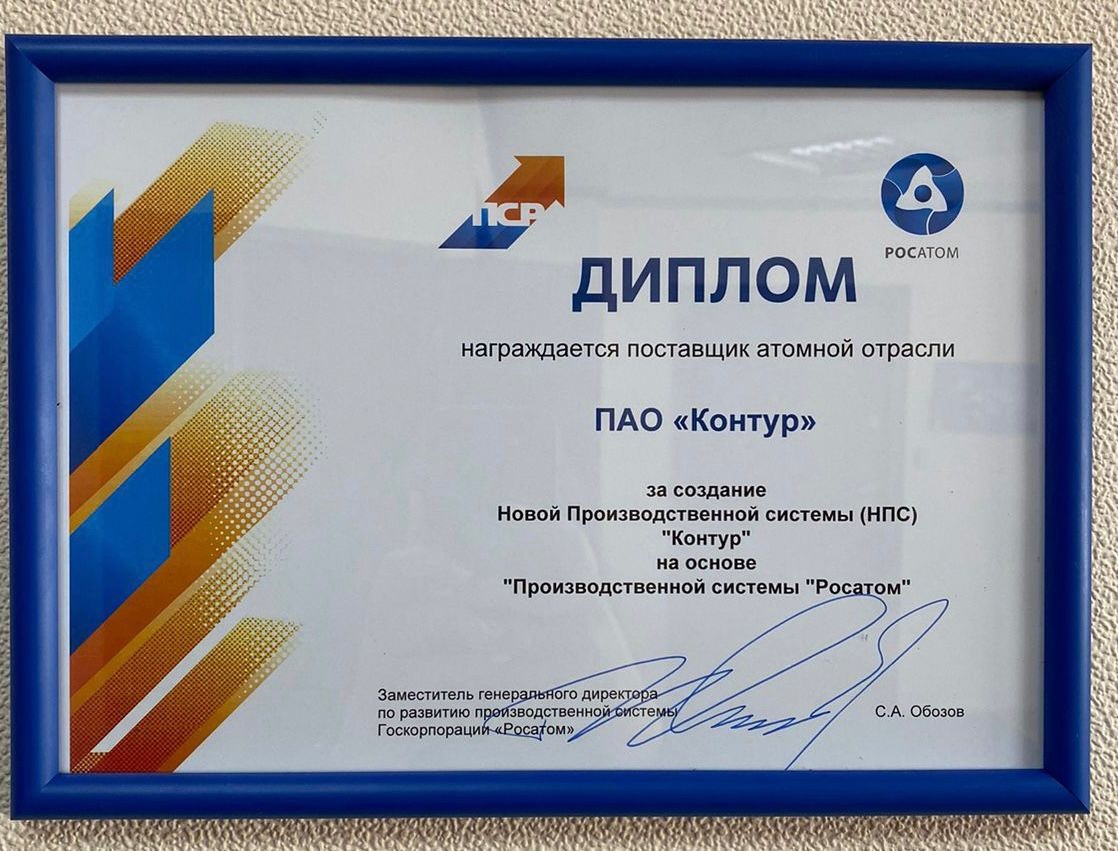 ПСР
РОСАТОМ
ДИПЛОМ
награждается поставщик атомной отрасли
ПАО «Контур»
за создание
Новой Производственной системы (НПС)
"Контур"
на основе
"Производственной системы "Росатом"
Заместитель генерального директора
по развитию производственной системы
Госкорпорации «Росатом»
С.А. Обозов